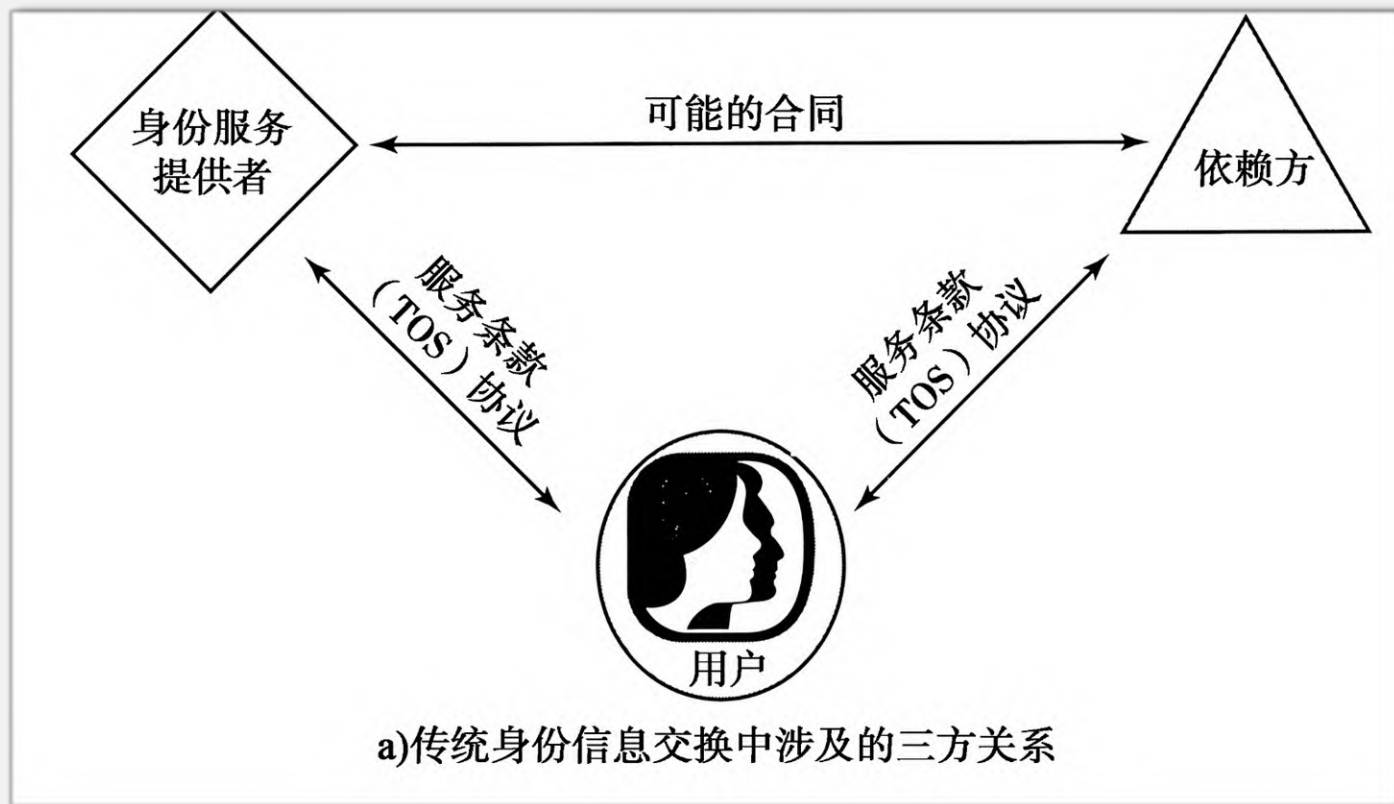 身份服务
提供者
可能的合同
依赖方
服务条款
（TOS）协议
服务条款
（TOS）协议
用户
a)传统身份信息交换中涉及的三方关系